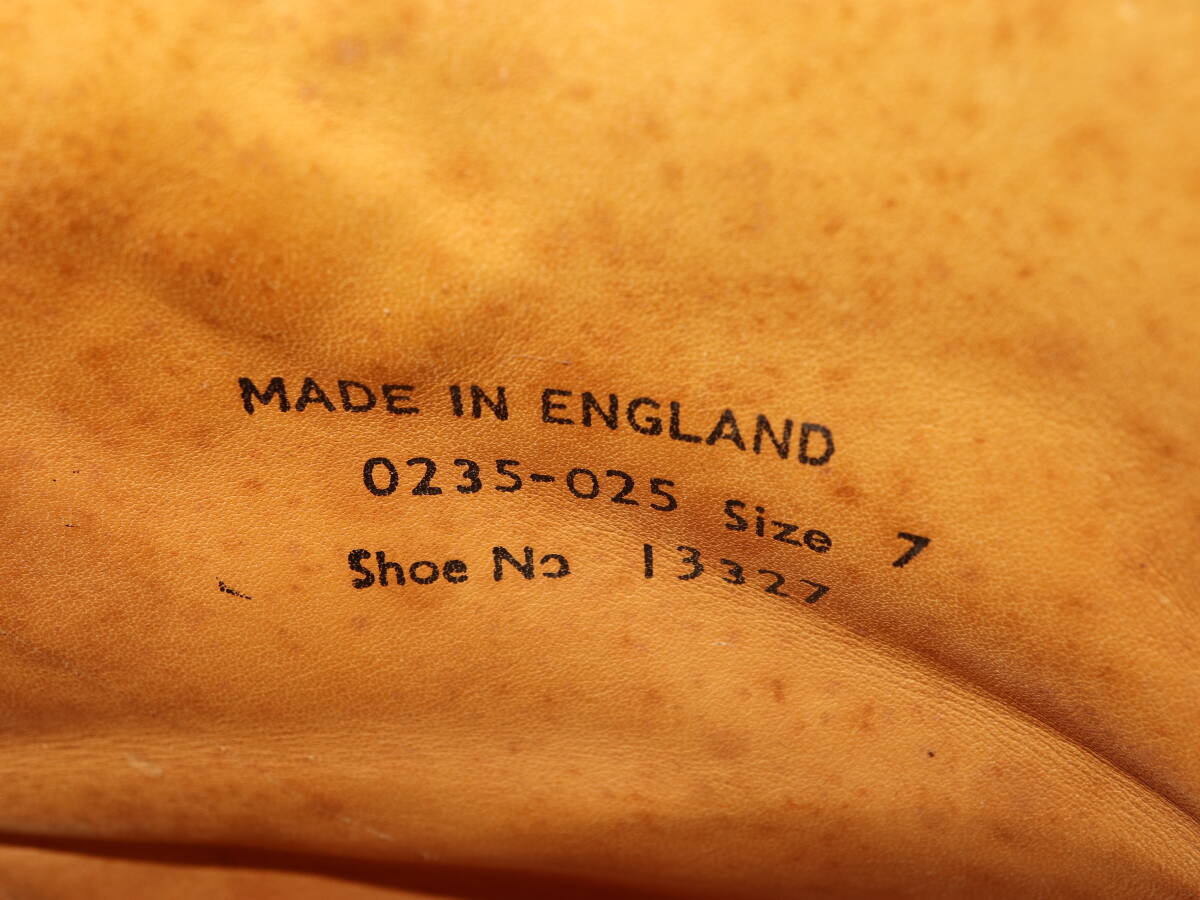 MADE IN ENGLAND
0235-025 Size 7
Shoe No 13327